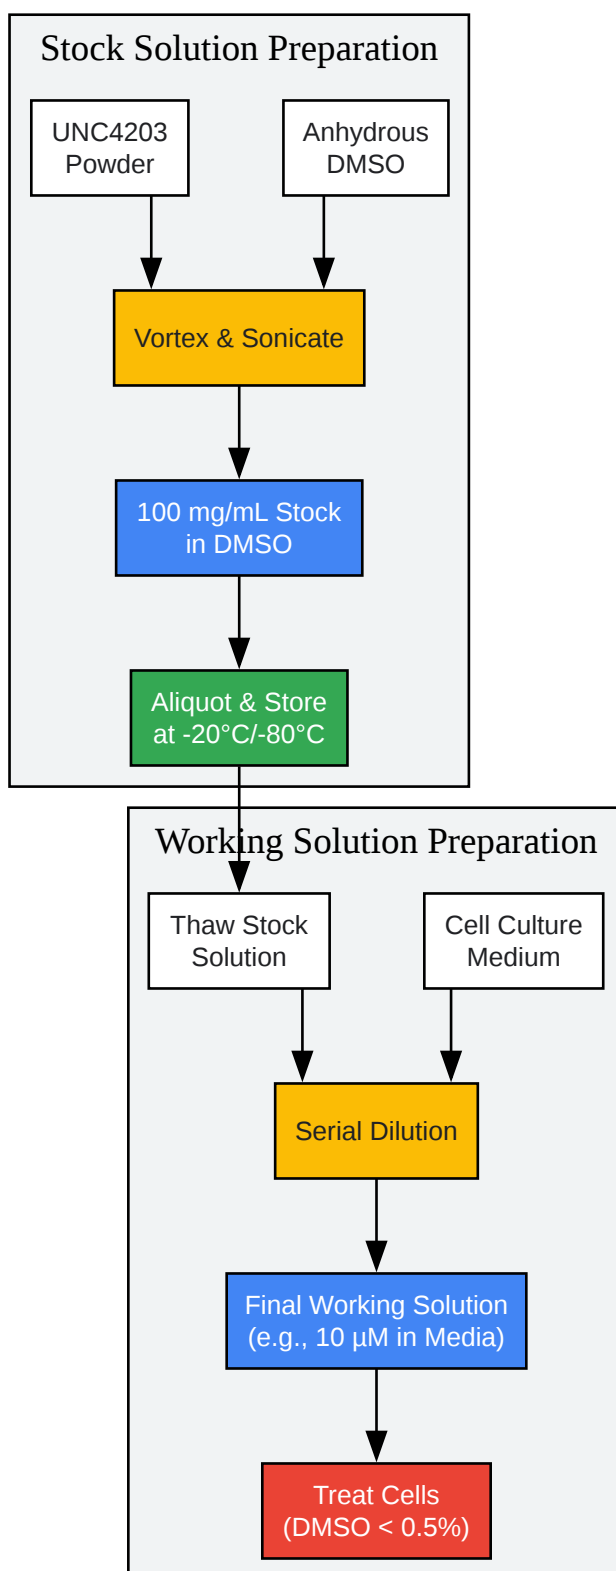 Stock Solution Preparation
UNC4203
Powder
Anhydrous
DMSO
Vortex & Sonicate
100 mg/mL Stock
in DMSO
Aliquot & Store
at -20°C/-80°C
Working Solution Preparation
Thaw Stock
Solution
Cell Culture
Medium
Serial Dilution
Final Working Solution
(e.g., 10 µM in Media)
Treat Cells
(DMSO < 0.5%)